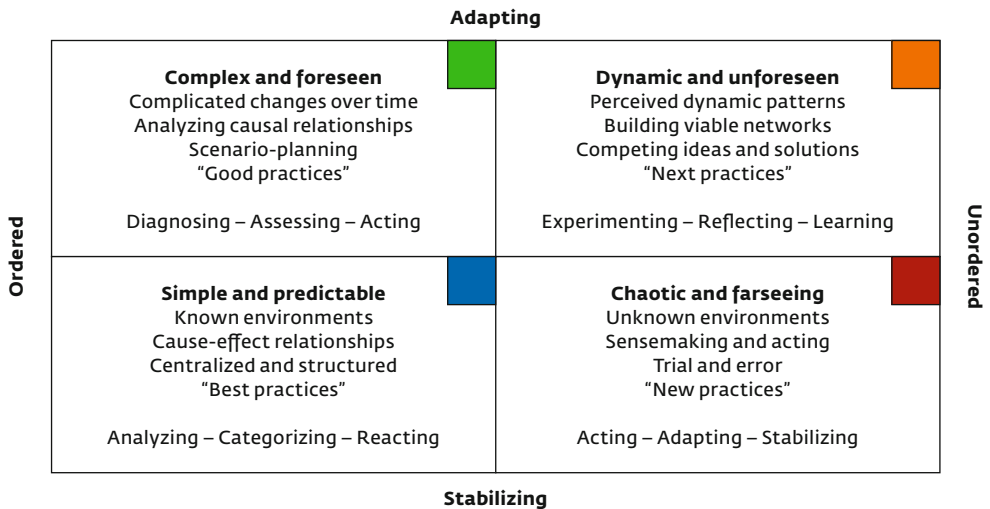 Adapting
Complex and foreseen
Complicated changes over time
Analyzing causal relationships
Scenario-planning
“Good practices”
Diagnosing – Assessing – Acting
Dynamic and unforeseen
Perceived dynamic patterns
Building viable networks
Competing ideas and solutions
“Next practices”
Experimenting – Reflecting – Learning
Ordered
Unordered
Simple and predictable
Known environments
Cause-effect relationships
Centralized and structured
“Best practices”
Analyzing – Categorizing – Reacting
Chaotic and farseeing
Unknown environments
Sensemaking and acting
Trial and error
“New practices”
Acting – Adapting – Stabilizing
Stabilizing